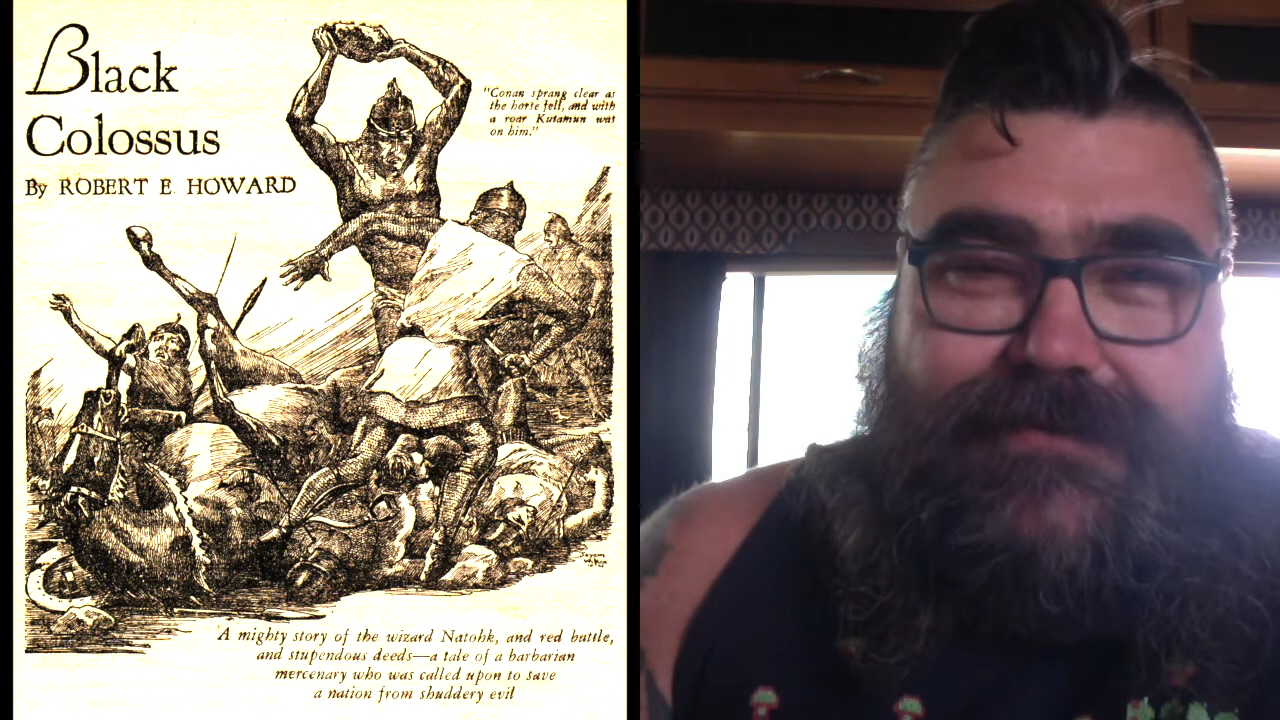 Black
Colossus
By ROBERT E. HOWARD
"Conan sprang clear as
the horse fell, and with
a roar Kutamun was
on him."
A mighty story of the wizard Natohk, and red battle,
and stupendous deeds—a tale of a barbarian
mercenary who was called upon to save
a nation from shuddery evil